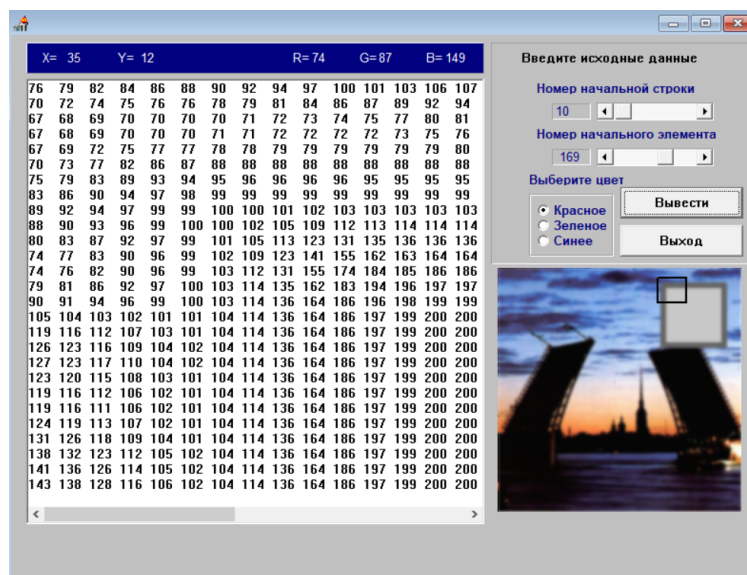 X= 35 Y= 12 R= 74 G= 87 B= 149
76 79 82 84 86 88 90 92 94 97 100 101 103 106 107
70 72 74 75 76 76 78 79 81 84 86 87 89 92 94
67 68 69 70 70 70 70 71 72 73 74 75 77 80 81
67 68 69 70 70 70 71 71 72 72 72 72 73 75 76
67 69 72 75 77 77 78 78 79 79 79 79 79 79 80
70 73 77 82 86 87 88 88 88 88 88 88 88 88 88
75 79 83 89 93 94 95 96 96 96 96 95 95 95 95
83 86 90 94 97 98 99 99 99 99 99 99 99 99 99
89 92 94 97 99 99 100 100 101 102 103 103 103 103 103
88 90 93 96 99 100 100 102 105 109 112 113 114 114 114
80 83 87 92 97 99 101 105 113 123 131 135 136 136 136
74 77 83 90 96 99 102 109 123 141 155 162 163 164 164
74 76 82 90 96 99 103 112 131 155 174 184 185 186 186
79 81 86 92 97 100 103 114 135 162 183 194 196 197 197
90 91 94 96 99 100 103 114 136 164 186 196 198 199 199
105 104 103 102 101 101 104 114 136 164 186 197 199 200 200
119 116 112 107 103 101 104 114 136 164 186 197 199 200 200
126 123 116 109 104 102 104 114 136 164 186 197 199 200 200
127 123 117 110 104 102 104 114 136 164 186 197 199 200 200
123 120 115 108 103 101 104 114 136 164 186 197 199 200 200
119 116 112 106 102 101 104 114 136 164 186 197 199 200 200
119 116 111 106 102 101 104 114 136 164 186 197 199 200 200
124 119 113 107 102 101 104 114 136 164 186 197 199 200 200
131 126 118 109 104 101 104 114 136 164 186 197 199 200 200
138 132 123 112 105 102 104 114 136 164 186 197 199 200 200
141 136 126 114 105 102 104 114 136 164 186 197 199 200 200
143 138 128 116 106 102 104 114 136 164 186 197 199 200 200
Введите исходные данные
Номер начальной строки
10
Номер начального элемента
169
Выберите цвет
Красное
Зеленое
Синее
Вывести
Выход